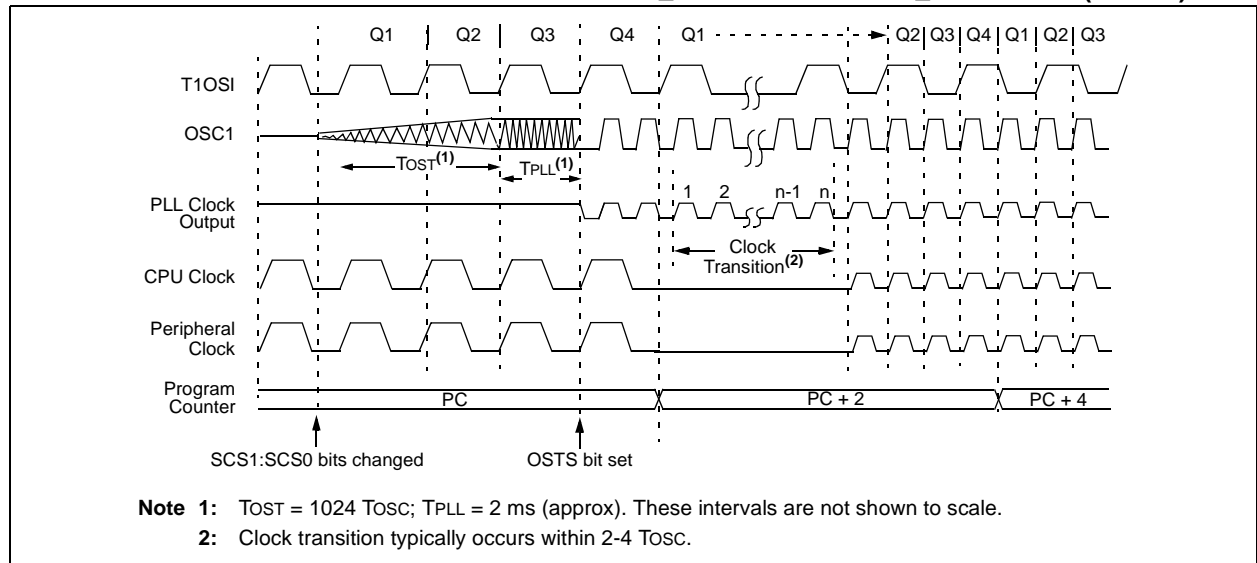 Q1 Q2 Q3 Q4 Q1 Q2 Q3 Q4 Q1 Q2 Q3
T1OSI
OSC1
TOST(1) TPLL(1)
1 2 n-1 n
PLL Clock
Output
Clock
Transition(2)
CPU Clock
Peripheral
Clock
Program
Counter
PC PC + 2 PC + 4
SCS1:SCS0 bits changed OSTS bit set
Note 1: TOST = 1024 TOSC; TPLL = 2 ms (approx). These intervals are not shown to scale.
2: Clock transition typically occurs within 2-4 TOSC.